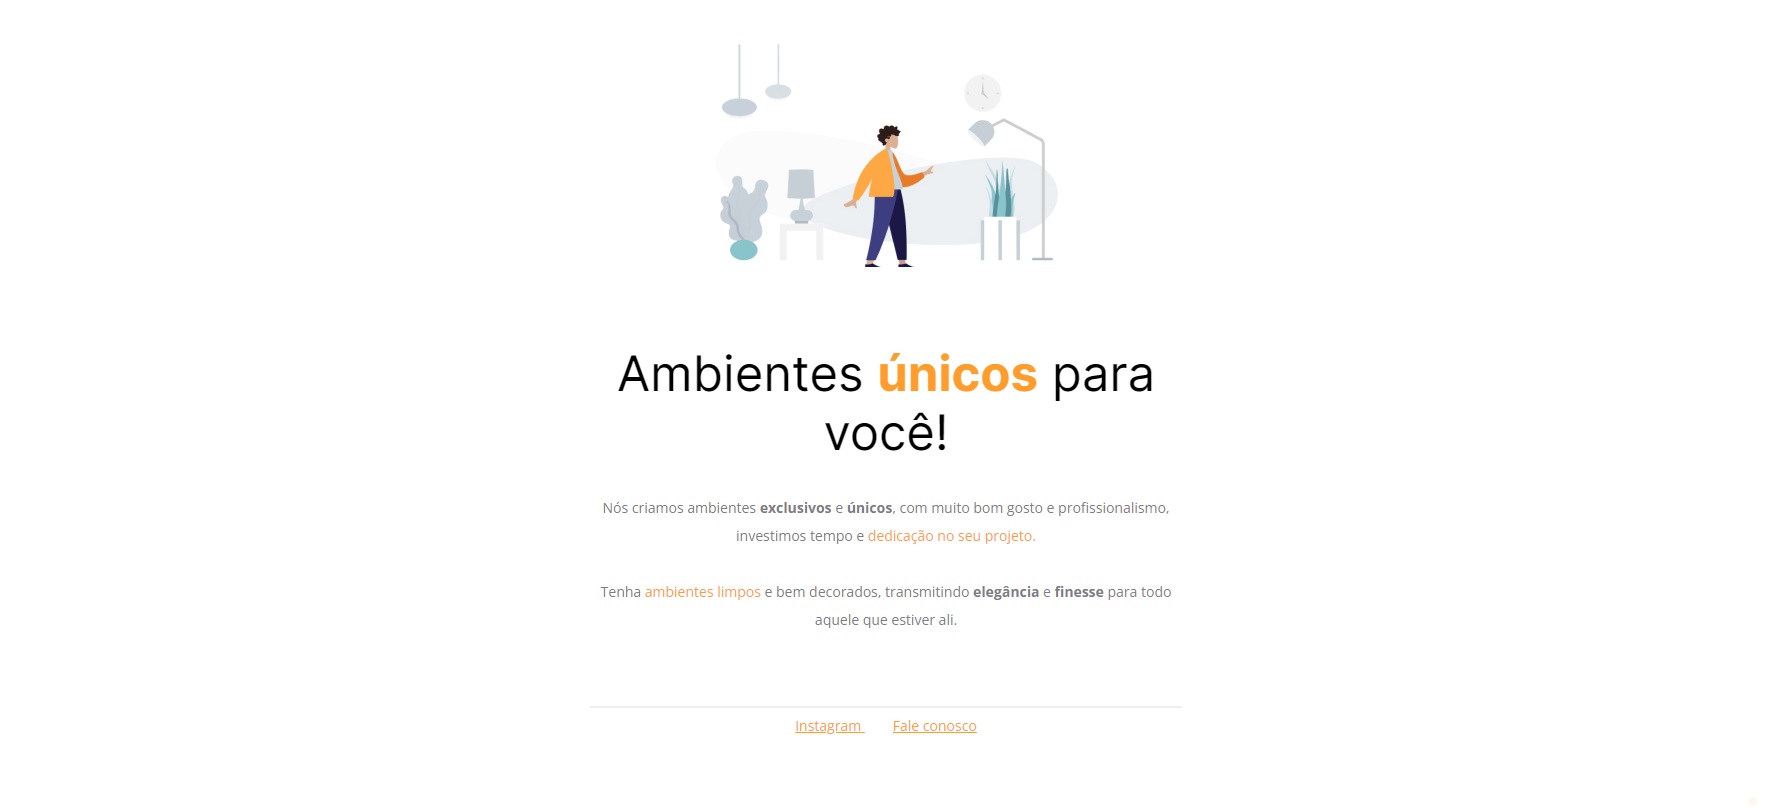 Ambientes únicos para
você!
Nós criamos ambientes exclusivos e únicos, com muito bom gosto e profissionalismo,
investimos tempo e dedicação no seu projeto.
Tenha ambientes limpos e bem decorados, transmitindo elegância e finesse para todo
aquele que estiver ali.
Instagram Fale conosco